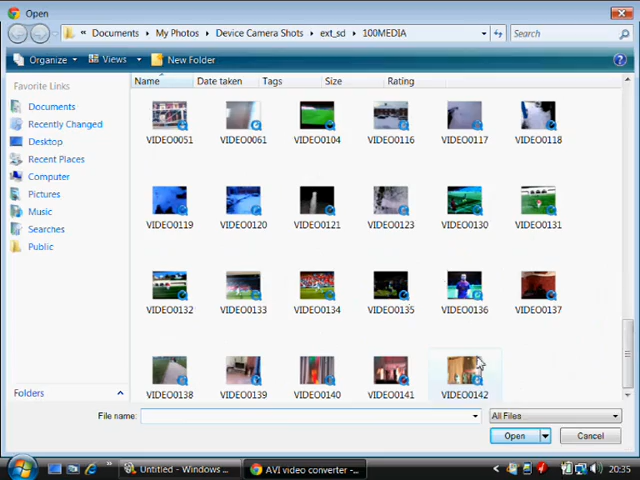 Open
Documents ▸ My Photos ▸ Device Camera Shots ▸ ext_sd ▸ 100MEDIA
Search
Organize Views New Folder
Favorite Links
Documents
Recently Changed
Desktop
Recent Places
Computer
Pictures
Music
Searches
Public
Folders
Name Date taken Tags Size Rating
VIDEO0051 VIDEO0061 VIDEO0104 VIDEO0116 VIDEO0117 VIDEO0118
VIDEO0119 VIDEO0120 VIDEO0121 VIDEO0123 VIDEO0130 VIDEO0131
VIDEO0132 VIDEO0133 VIDEO0134 VIDEO0135 VIDEO0136 VIDEO0137
VIDEO0138 VIDEO0139 VIDEO0140 VIDEO0141 VIDEO0142
File name: All Files
Open Cancel
Untitled - Windows ... AVI video converter -... 20:35